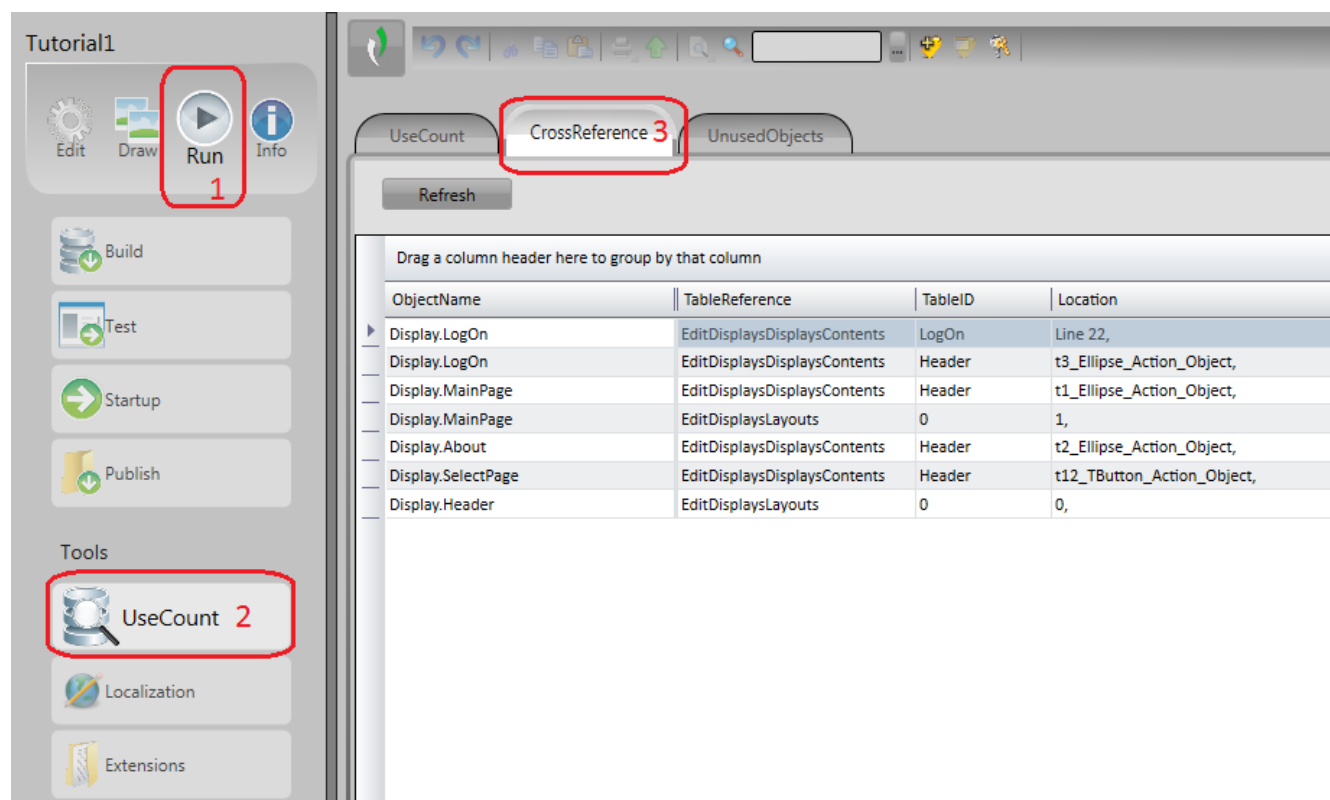 Tutorial1
Edit Draw Run Info
1
Build
Test
Startup
Publish
Tools
UseCount 2
Localization
Extensions
...
UseCount CrossReference 3 UnusedObjects
Refresh
Drag a column header here to group by that column
ObjectName TableReference TableID Location
Display.LogOn EditDisplaysDisplaysContents LogOn Line 22,
Display.LogOn EditDisplaysDisplaysContents Header t3_Ellipse_Action_Object,
Display.MainPage EditDisplaysDisplaysContents Header t1_Ellipse_Action_Object,
Display.MainPage EditDisplaysLayouts 0 1,
Display.About EditDisplaysDisplaysContents Header t2_Ellipse_Action_Object,
Display.SelectPage EditDisplaysDisplaysContents Header t12_TButton_Action_Object,
Display.Header EditDisplaysLayouts 0 0,